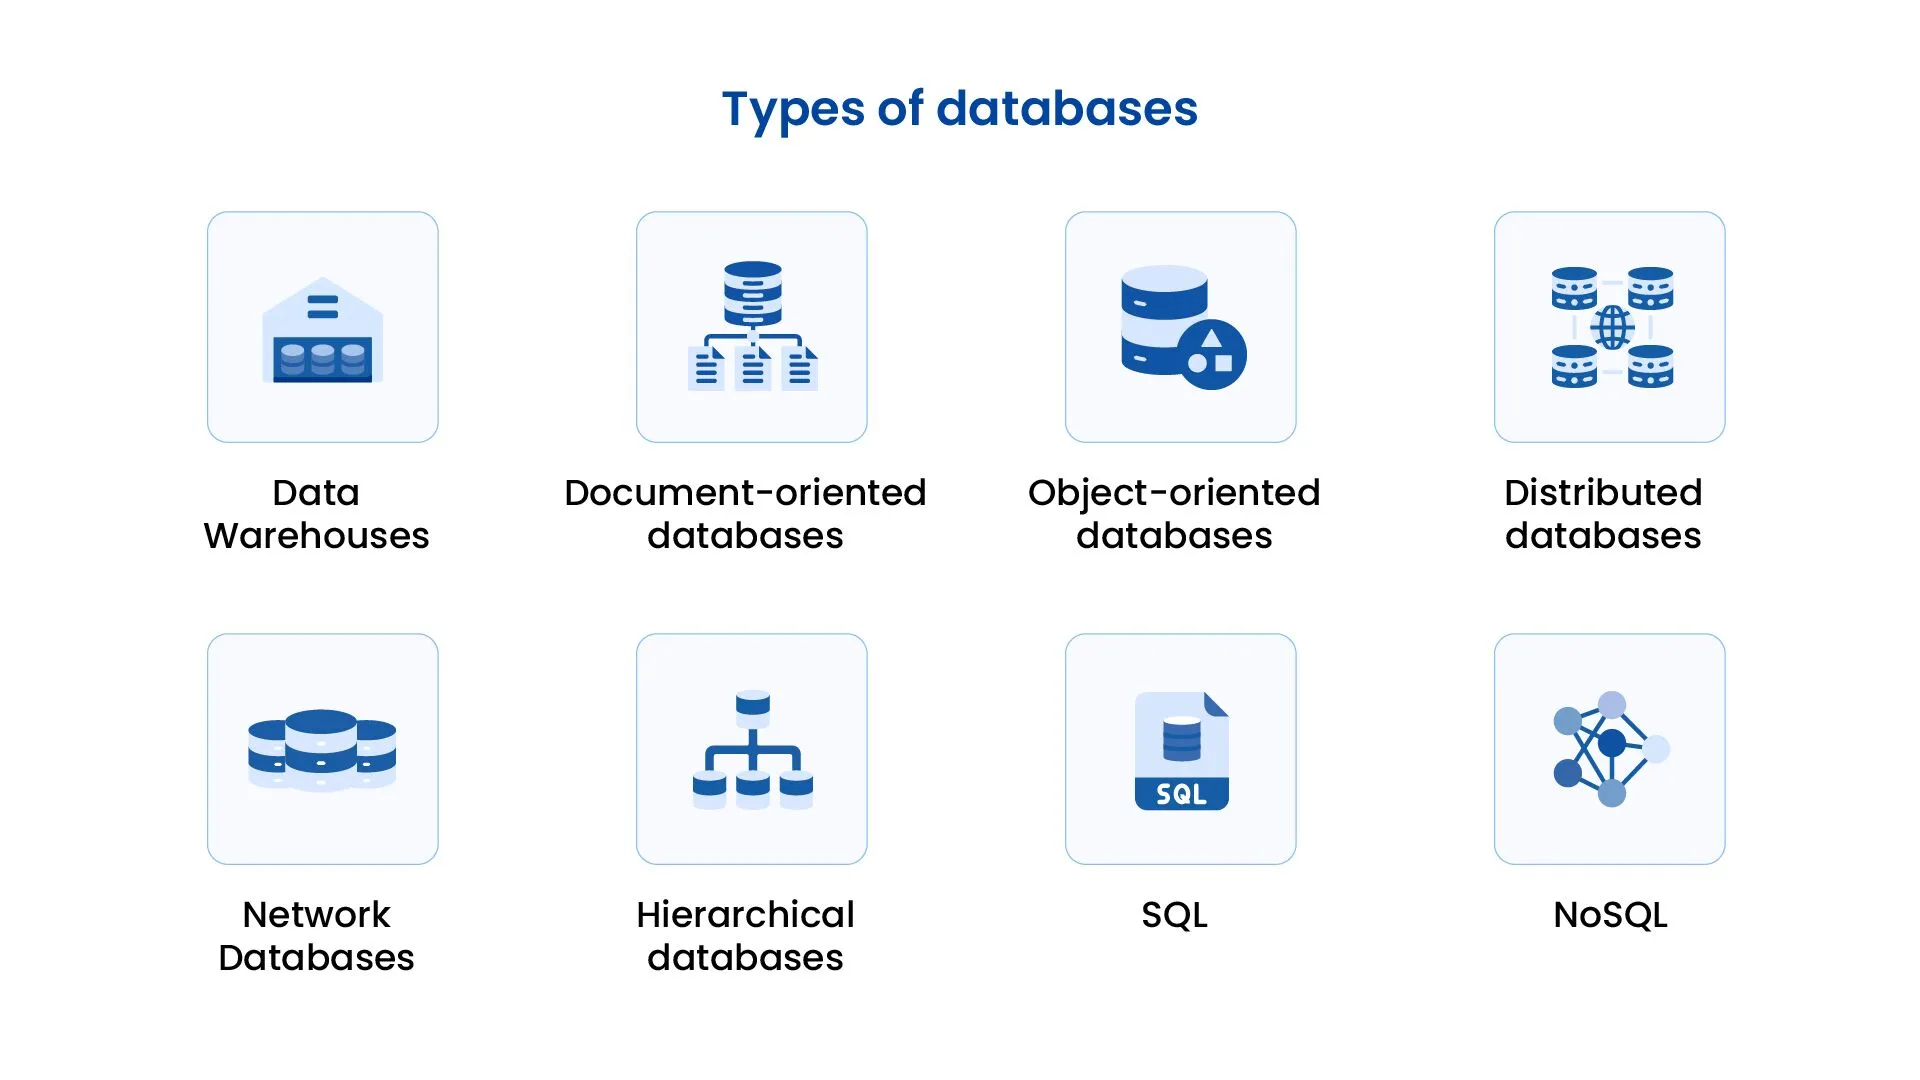 Types of databases
Data
Warehouses
Document-oriented
databases
Object-oriented
databases
Distributed
databases
Network
Databases
Hierarchical
databases
SQL
SQL
NoSQL